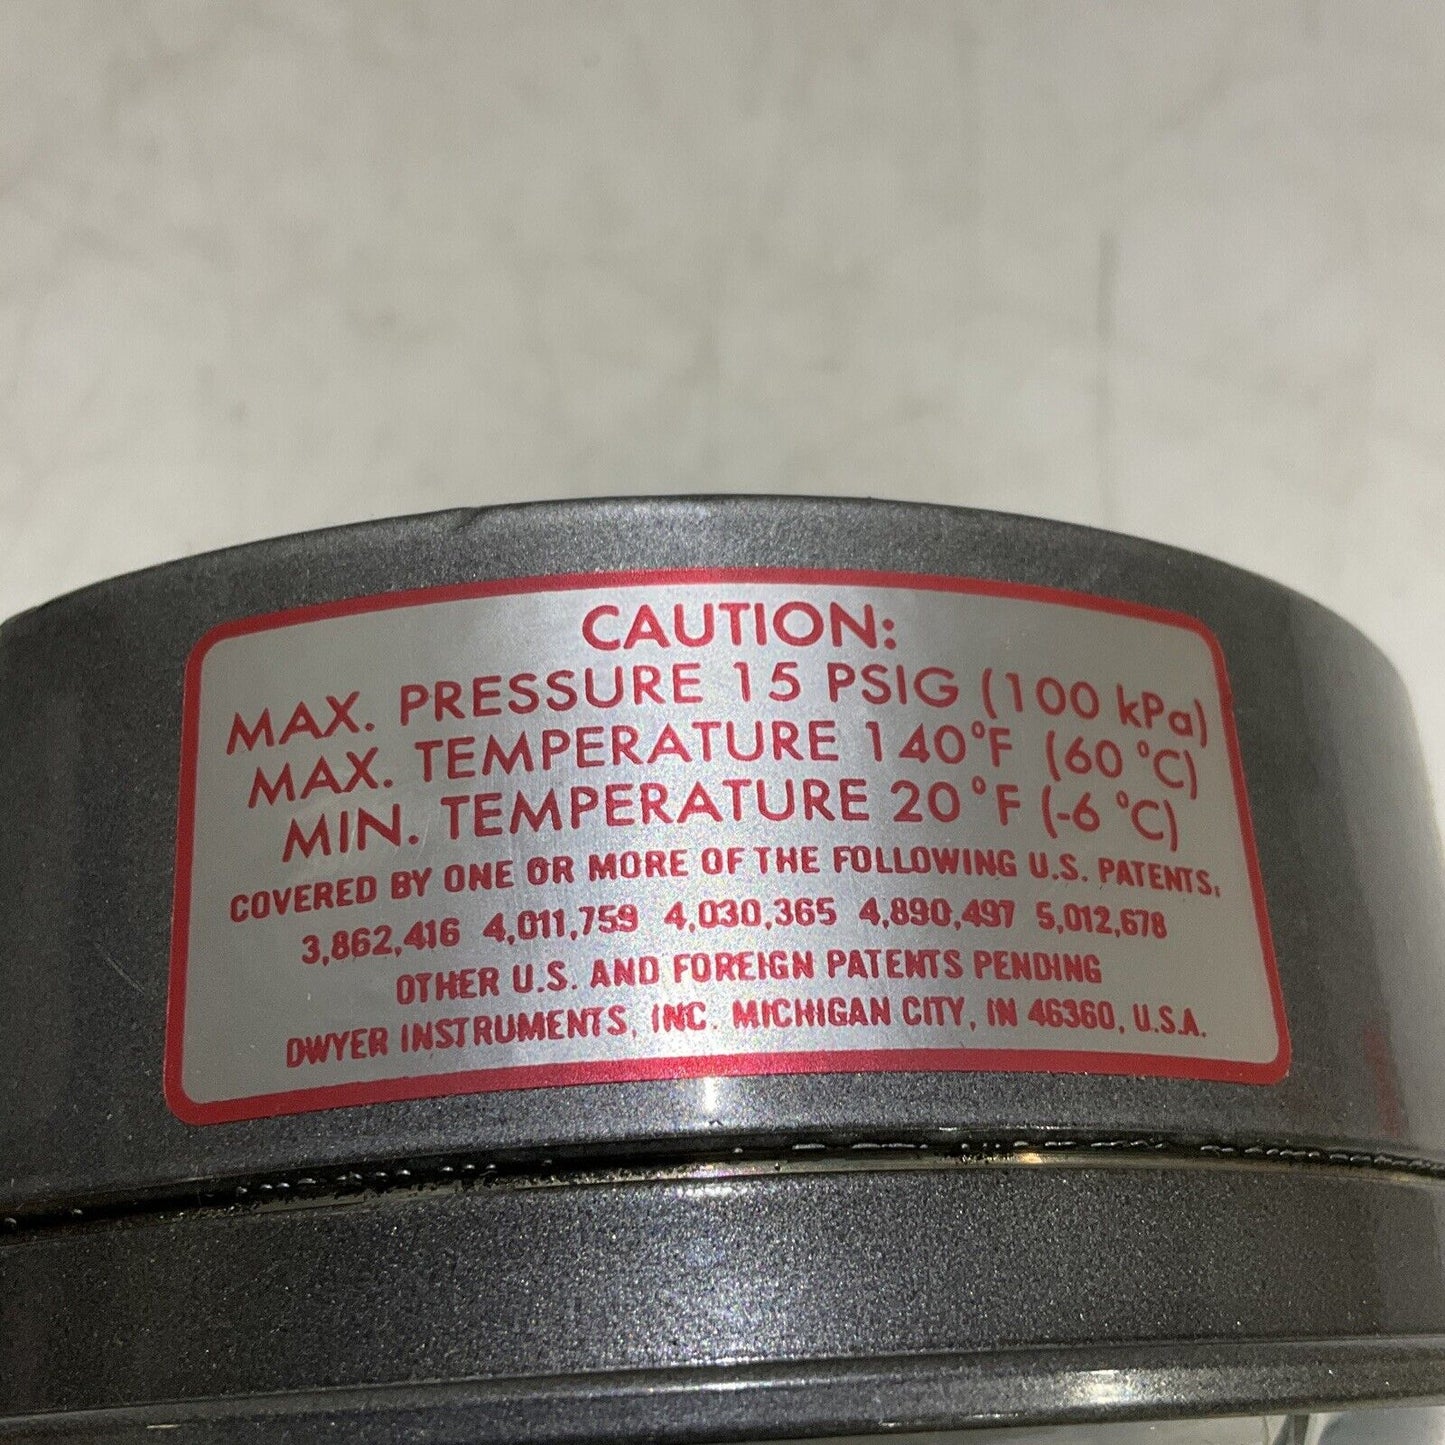 CAUTION:
MAX. PRESSURE 15 PSIG (100 kPa)
MAX. TEMPERATURE 140°F (60 °C)
MIN. TEMPERATURE 20°F (-6 °C)
COVERED BY ONE OR MORE OF THE FOLLOWING U.S. PATENTS,
3,862,416 4,011,759 4,030,365 4,890,497 5,012,678
OTHER U.S. AND FOREIGN PATENTS PENDING
DWYER INSTRUMENTS, INC. MICHIGAN CITY, IN 46360, U.S.A.